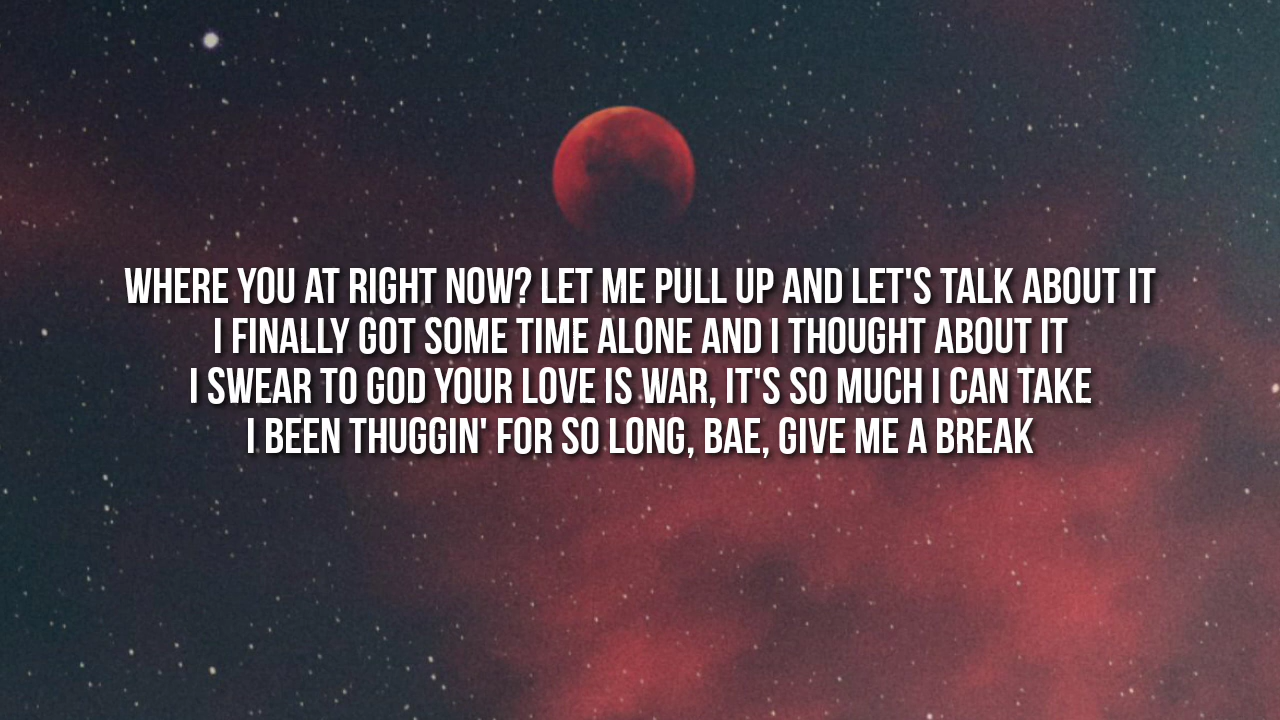 WHERE YOU AT RIGHT NOW? LET ME PULL UP AND LET'S TALK ABOUT IT
I FINALLY GOT SOME TIME ALONE AND I THOUGHT ABOUT IT
I SWEAR TO GOD YOUR LOVE IS WAR, IT'S SO MUCH I CAN TAKE
I BEEN THUGGIN' FOR SO LONG, BAE, GIVE ME A BREAK